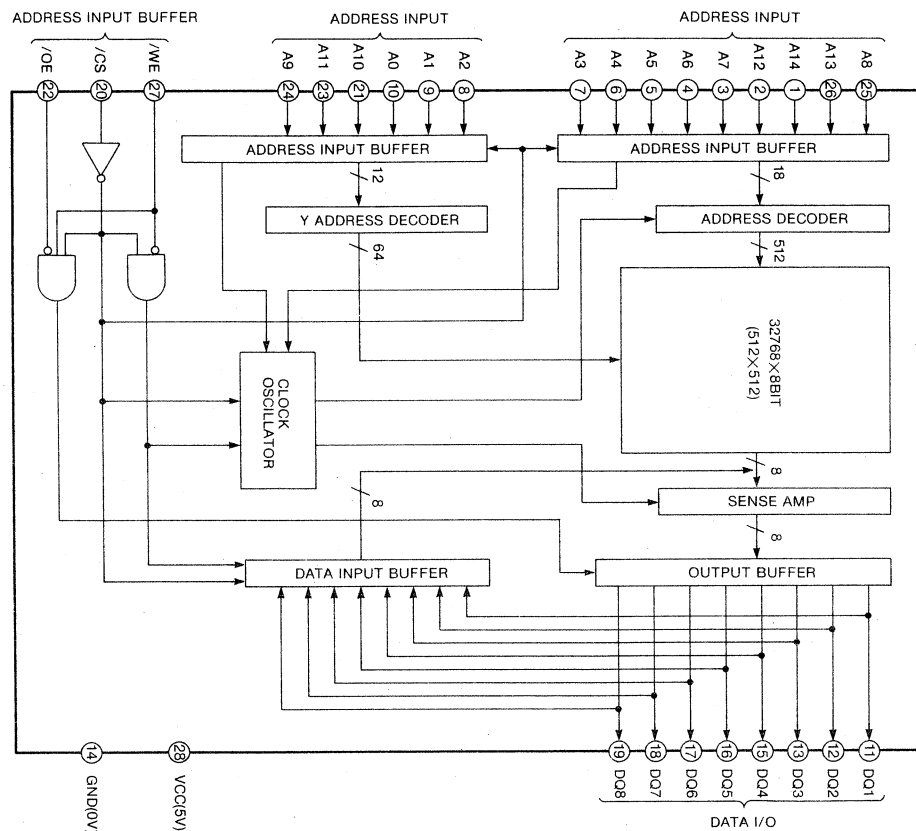 ADDRESS INPUT BUFFER
ADDRESS INPUT
ADDRESS INPUT
/OE
/CS
/WE
A9
A11
A10
A0
A1
A2
A3
A4
A5
A6
A7
A12
A14
A13
A8
22
20
27
24
23
21
10
9
8
7
6
5
4
3
2
1
26
25
ADDRESS INPUT BUFFER
ADDRESS INPUT BUFFER
12
18
Y ADDRESS DECODER
ADDRESS DECODER
64
512
32768×8BIT
(512×512)
CLOCK
OSCILLATOR
8
8
SENSE AMP
8
DATA INPUT BUFFER
OUTPUT BUFFER
14
28
19
18
17
16
15
13
12
11
GND(0V)
VCC(5V)
DQ8
DQ7
DQ6
DQ5
DQ4
DQ3
DQ2
DQ1
DATA I/O